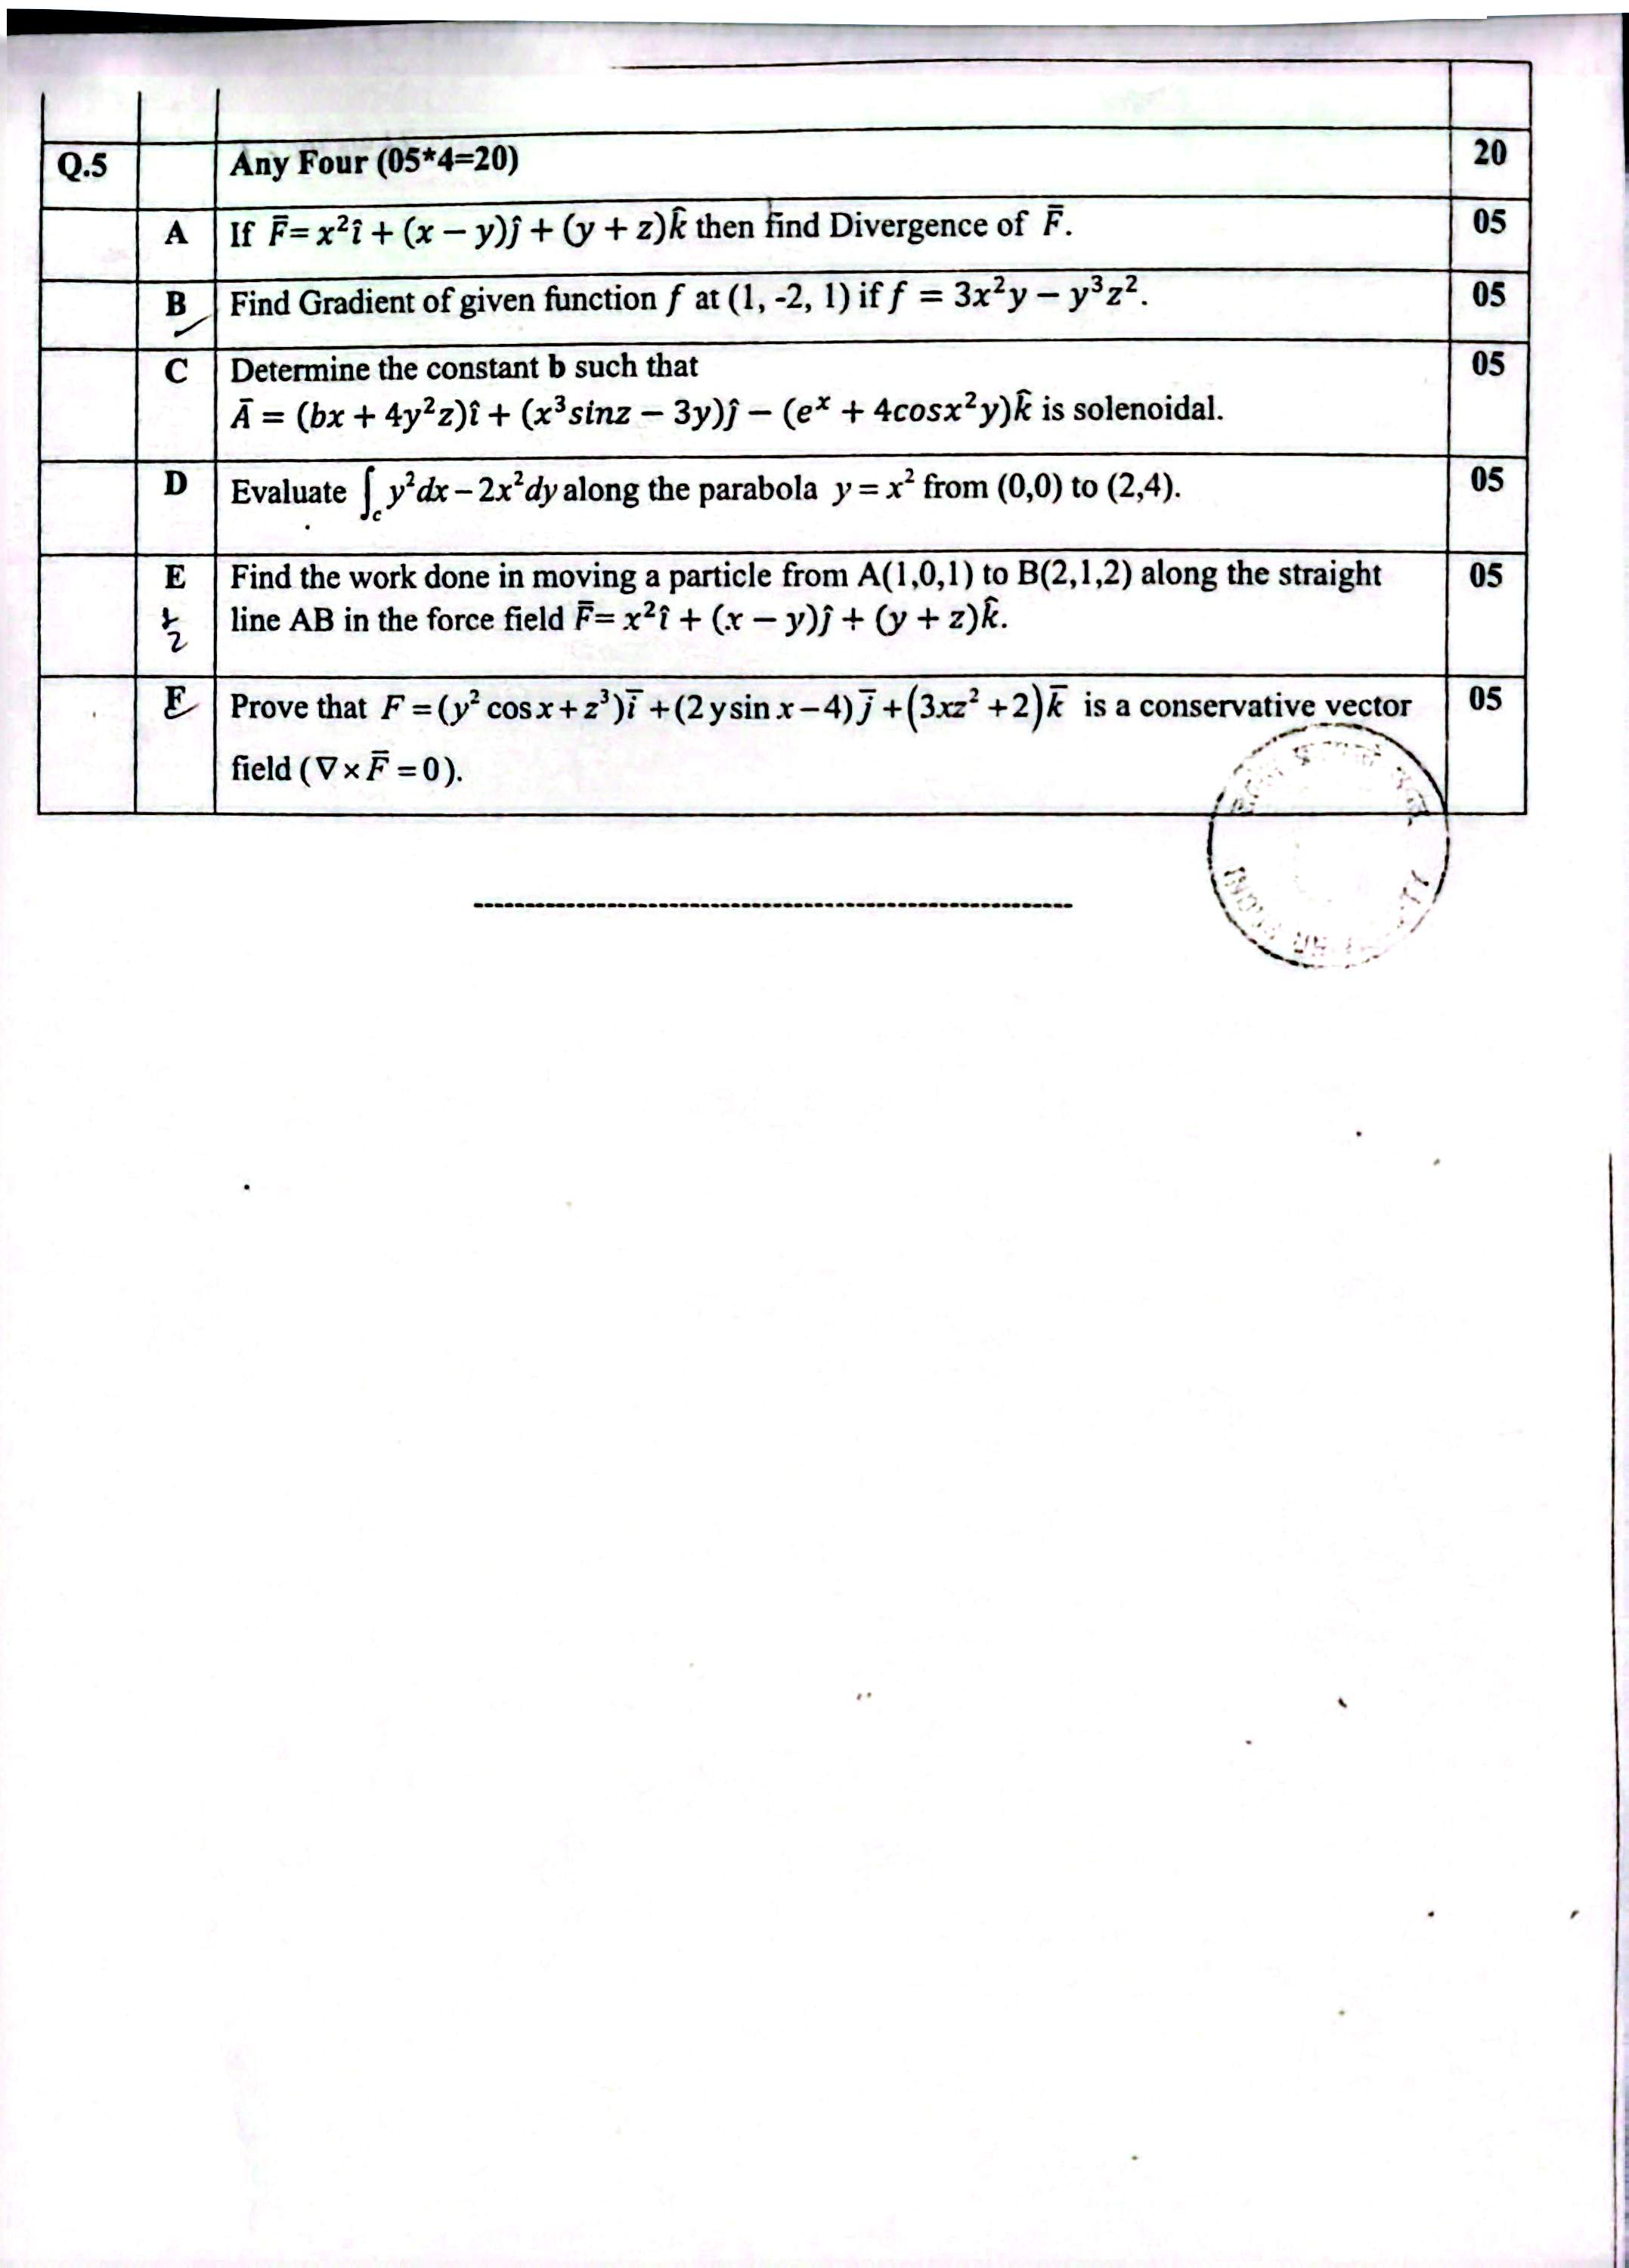 Q.5 Any Four (05*4=20) 20
A If F̄= x²î + (x − y)ĵ + (y + z)k̂ then find Divergence of F̄. 05
B Find Gradient of given function f at (1, -2, 1) if f = 3x²y − y³z². 05
C Determine the constant b such that 05
Ā = (bx + 4y²z)î + (x³sinz − 3y)ĵ − (eˣ + 4cosx²y)k̂ is solenoidal.
D Evaluate ∫c y²dx − 2x²dy along the parabola y = x² from (0,0) to (2,4). 05
E Find the work done in moving a particle from A(1,0,1) to B(2,1,2) along the straight 05
line AB in the force field F̄= x²î + (x − y)ĵ + (y + z)k̂.
F Prove that F = (y² cos x + z³)i̅ + (2y sin x − 4)j̅ + (3xz² + 2)k̅ is a conservative vector 05
field (∇ × F̄ = 0).